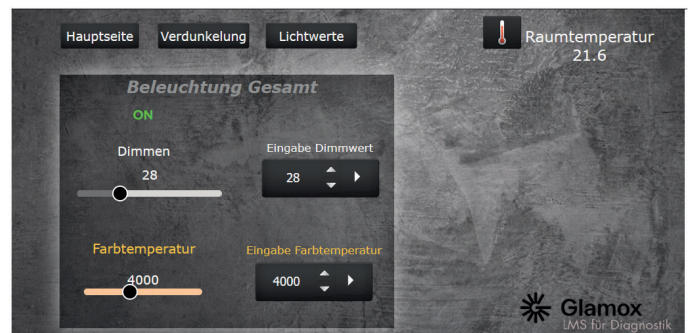 Hauptseite
Verdunkelung
Lichtwerte
Raumtemperatur
21.6
Beleuchtung Gesamt
ON
Dimmen
28
Eingabe Dimmwert
28
Farbtemperatur
4000
Eingabe Farbtemperatur
4000
Glamox
LMS für Diagnostik